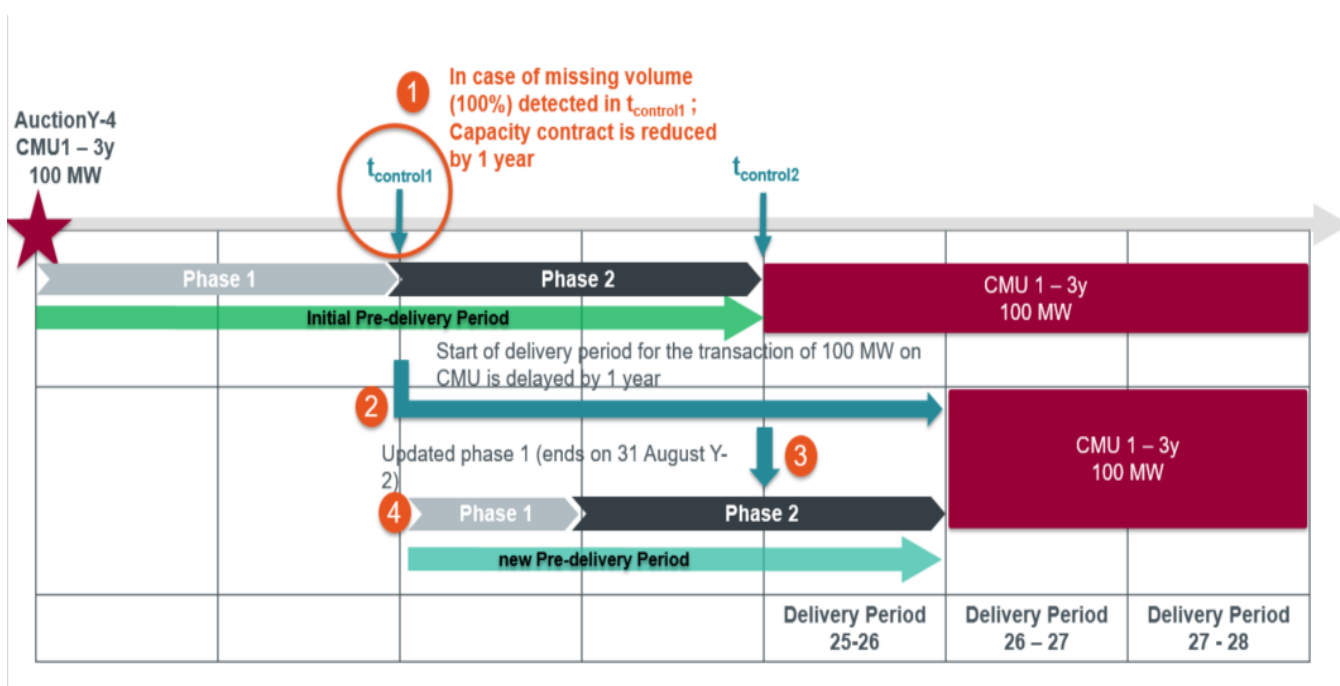 AuctionY-4
CMU1 – 3y
100 MW
1
In case of missing volume
(100%) detected in tcontrol1 ;
Capacity contract is reduced
by 1 year
tcontrol1
tcontrol2
Phase 1
Phase 2
CMU 1 – 3y
100 MW
Initial Pre-delivery Period
Start of delivery period for the transaction of 100 MW on
CMU is delayed by 1 year
2
CMU 1 – 3y
100 MW
3
Updated phase 1 (ends on 31 August Y-
2)
4
Phase 1
Phase 2
new Pre-delivery Period
Delivery Period
25-26
Delivery Period
26 – 27
Delivery Period
27 - 28